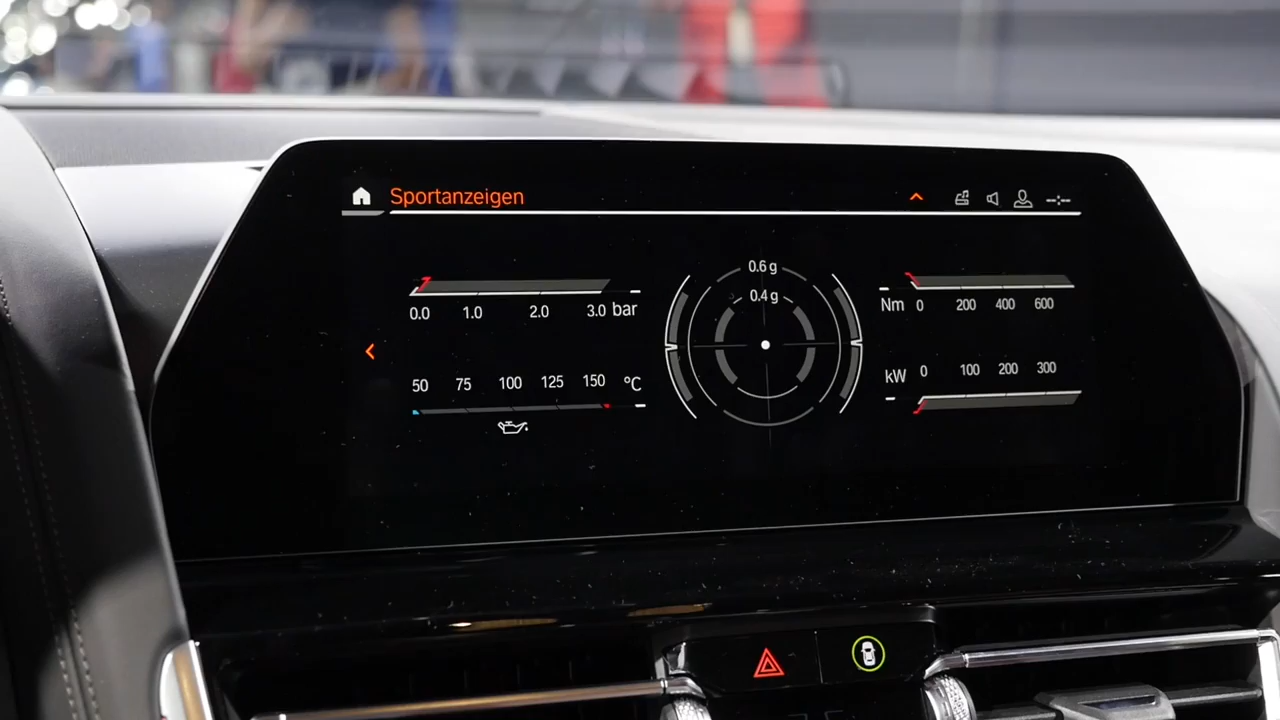 Sportanzeigen
0.0 1.0 2.0 3.0 bar
50 75 100 125 150 °C
0.6 g
0.4 g
Nm 0 200 400 600
kW 0 100 200 300